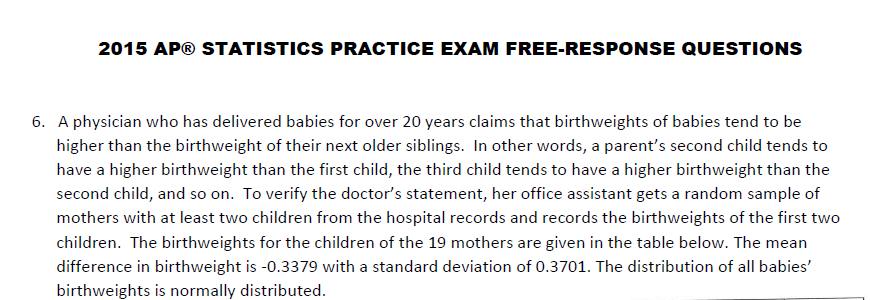 2015 AP® STATISTICS PRACTICE EXAM FREE-RESPONSE QUESTIONS
6. A physician who has delivered babies for over 20 years claims that birthweights of babies tend to be
higher than the birthweight of their next older siblings. In other words, a parent's second child tends to
have a higher birthweight than the first child, the third child tends to have a higher birthweight than the
second child, and so on. To verify the doctor's statement, her office assistant gets a random sample of
mothers with at least two children from the hospital records and records the birthweights of the first two
children. The birthweights for the children of the 19 mothers are given in the table below. The mean
difference in birthweight is -0.3379 with a standard deviation of 0.3701. The distribution of all babies'
birthweights is normally distributed.